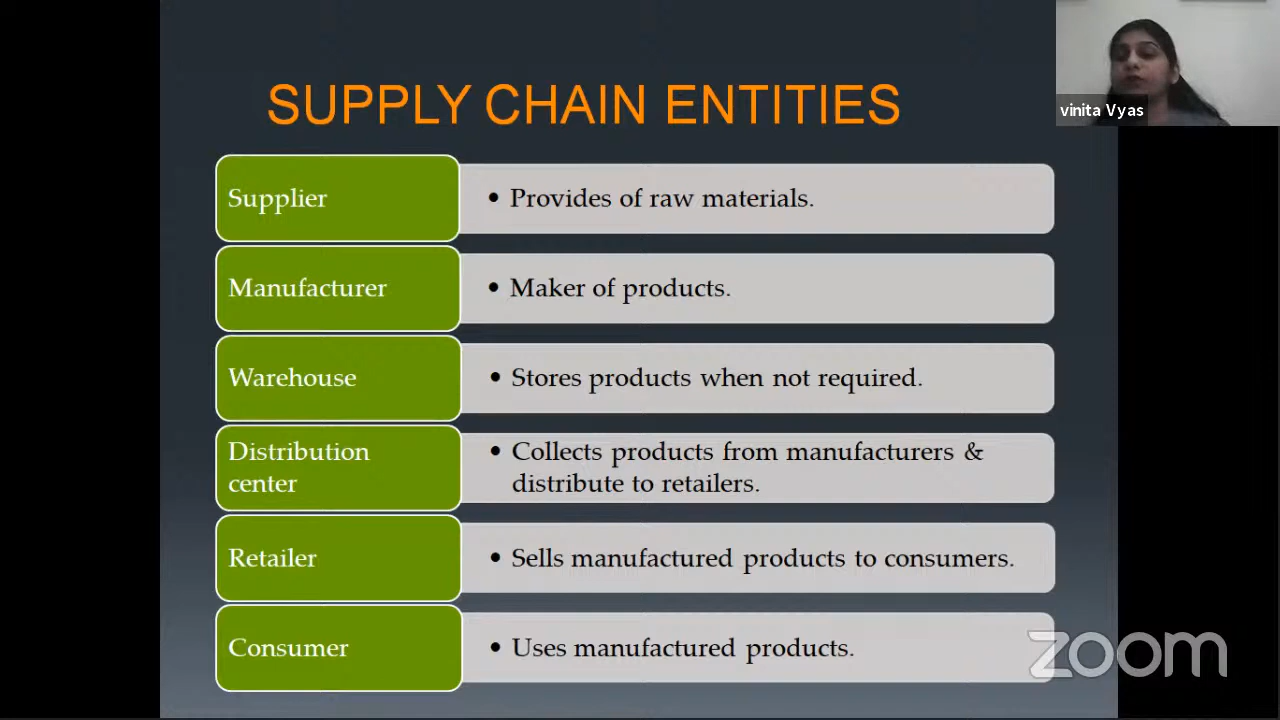 SUPPLY CHAIN ENTITIES
vinita Vyas
Supplier
• Provides of raw materials.
Manufacturer
• Maker of products.
Warehouse
• Stores products when not required.
Distribution
center
• Collects products from manufacturers &
distribute to retailers.
Retailer
• Sells manufactured products to consumers.
Consumer
• Uses manufactured products.
zoom